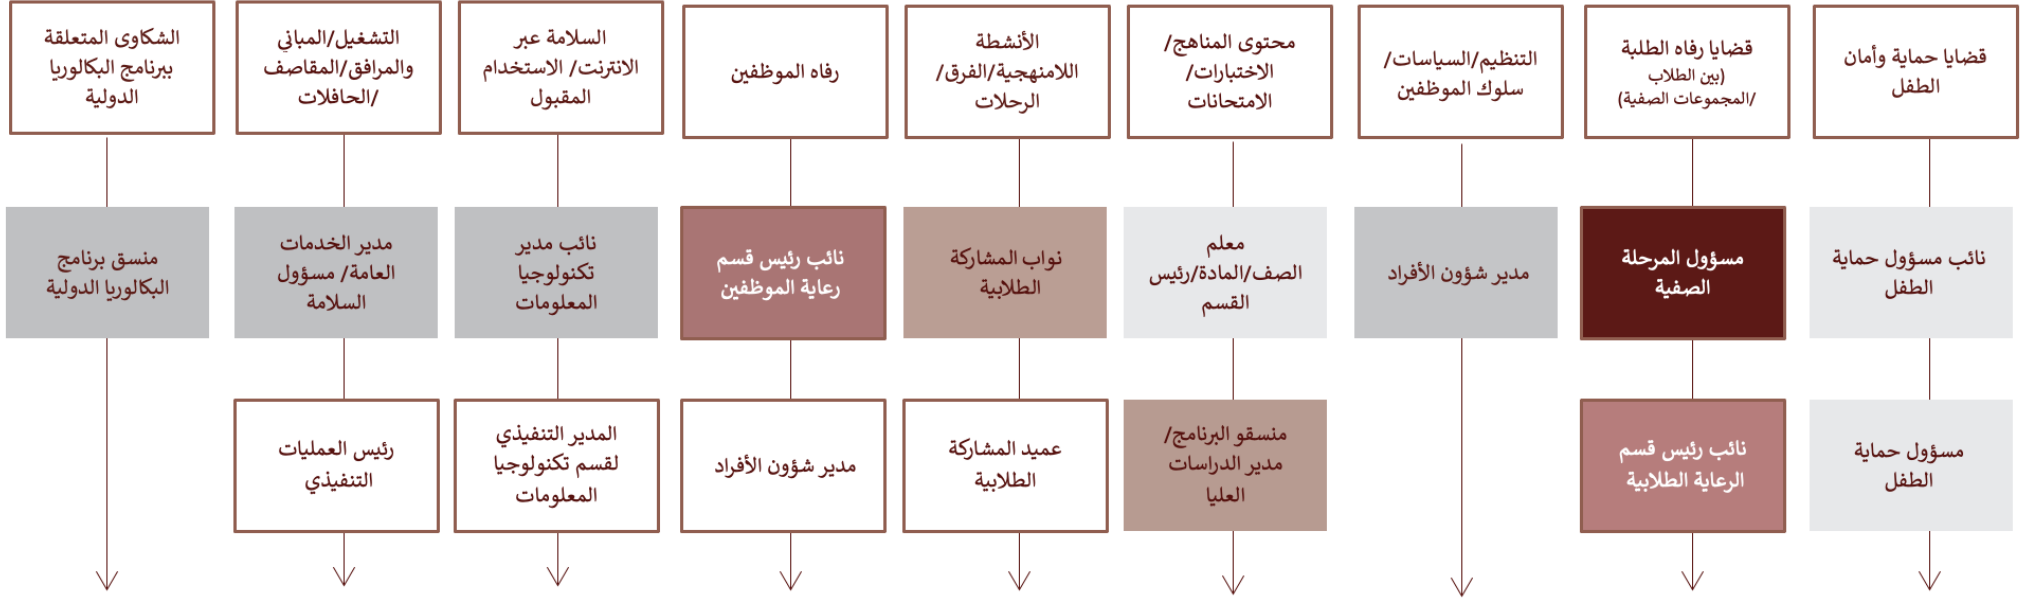 قضايا حماية وأمان
الطفل
قضايا رفاه الطلبة
(بين الطلاب
/المجموعات الصفية)
التنظيم/السياسات/
سلوك الموظفين
محتوى المناهج/
الاختبارات/
الامتحانات
الأنشطة
اللامنهجية/الفرق/
الرحلات
رفاه الموظفين
السلامة عبر
الانترنت/ الاستخدام
المقبول
التشغيل/المباني
والمرافق/المقاصف
/الحافلات
الشكاوى المتعلقة
ببرنامج البكالوريا
الدولية
نائب مسؤول حماية
الطفل
مسؤول المرحلة
الصفية
مدير شؤون الأفراد
معلم
الصف/المادة/رئيس
القسم
نواب المشاركة
الطلابية
نائب رئيس قسم
رعاية الموظفين
نائب مدير
تكنولوجيا
المعلومات
مدير الخدمات
العامة/ مسؤول
السلامة
منسق برنامج
البكالوريا الدولية
مسؤول حماية
الطفل
نائب رئيس قسم
الرعاية الطلابية
منسقو البرنامج/
مدير الدراسات
العليا
عميد المشاركة
الطلابية
مدير شؤون الأفراد
المدير التنفيذي
لقسم تكنولوجيا
المعلومات
رئيس العمليات
التنفيذي